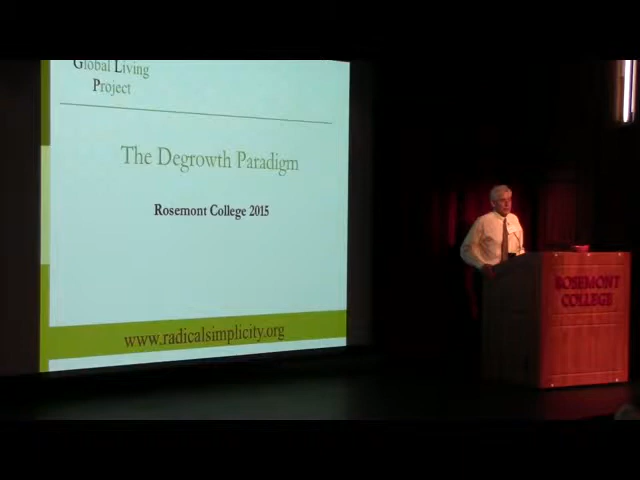 Global Living
Project
The Degrowth Paradigm
Rosemont College 2015
www.radicalsimplicity.org
ROSEMONT
COLLEGE